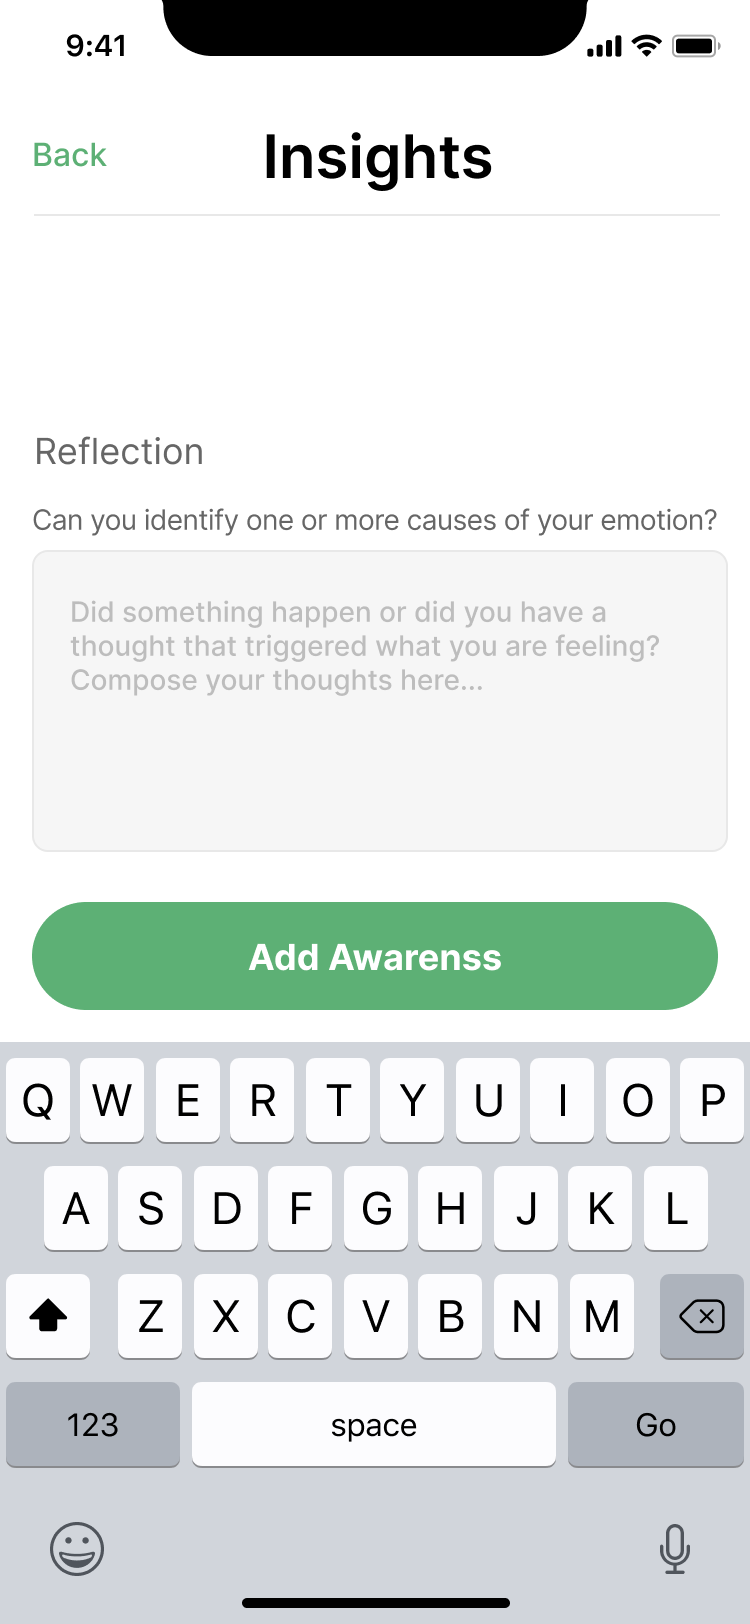 9:41
Back
Insights
Reflection
Can you identify one or more causes of your emotion?
Did something happen or did you have a
thought that triggered what you are feeling?
Compose your thoughts here...
Add Awarenss
Q W E R T Y U I O P
A S D F G H J K L
Z X C V B N M
123 space Go